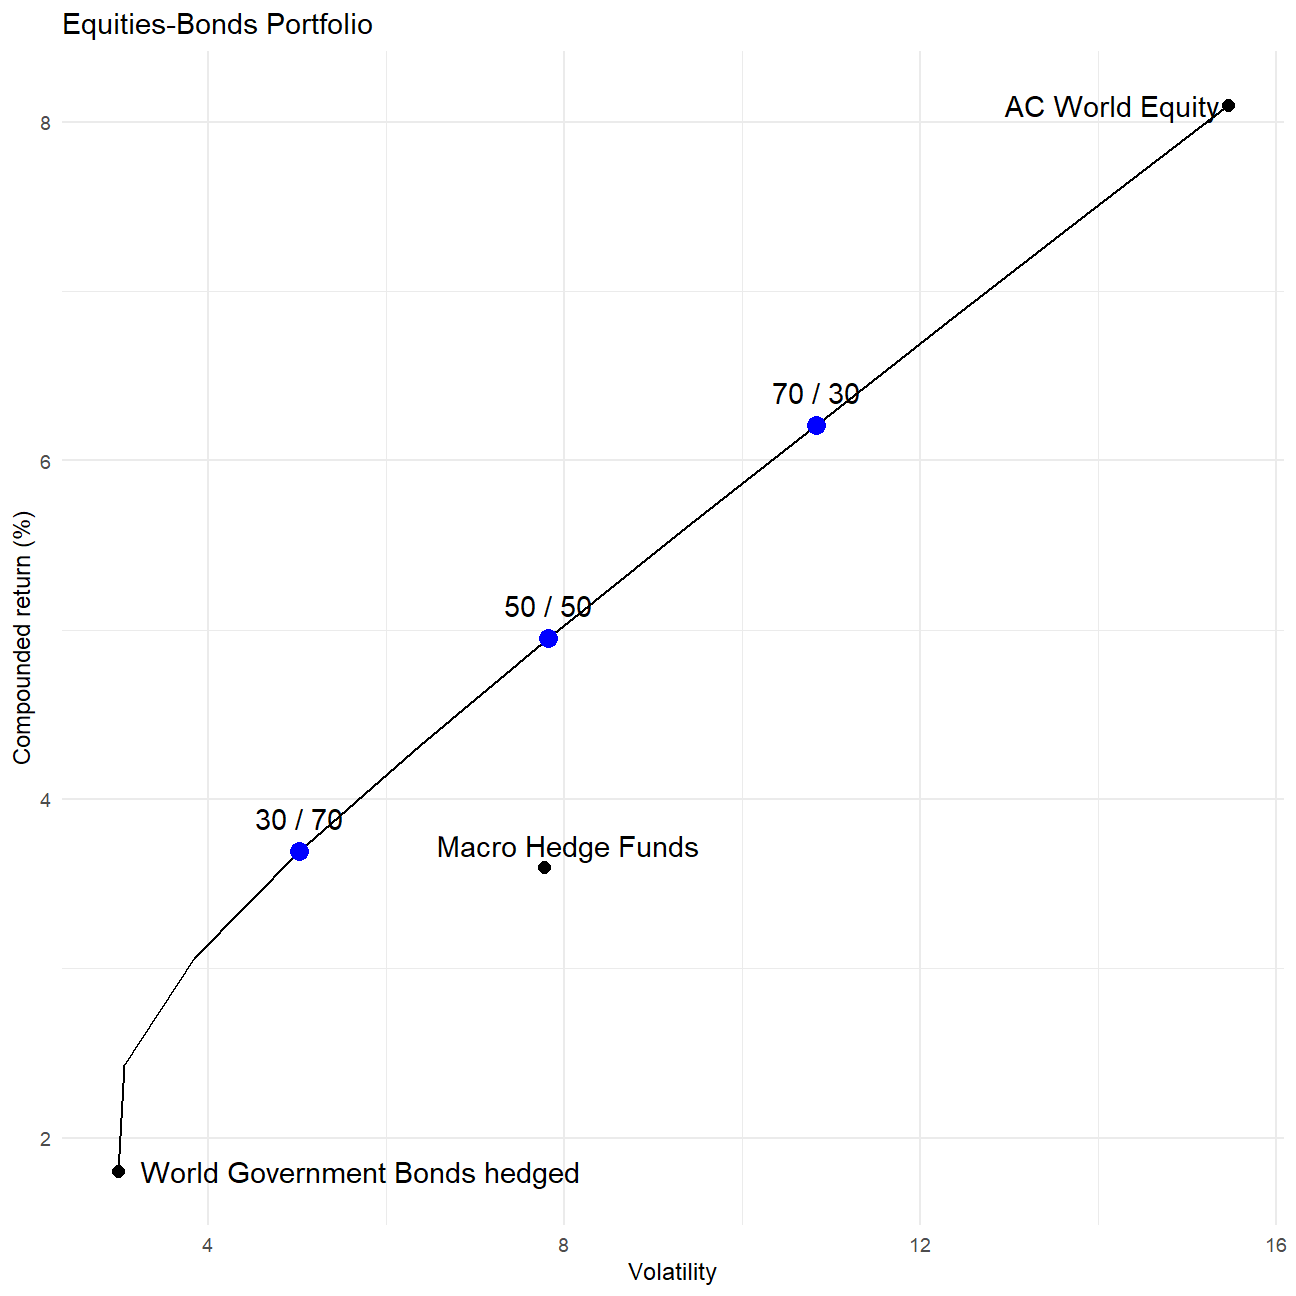 Equities-Bonds Portfolio
AC World Equity
8
70 / 30
6
50 / 50
Compounded return (%)
4
30 / 70
Macro Hedge Funds
2
World Government Bonds hedged
4
8
12
16
Volatility